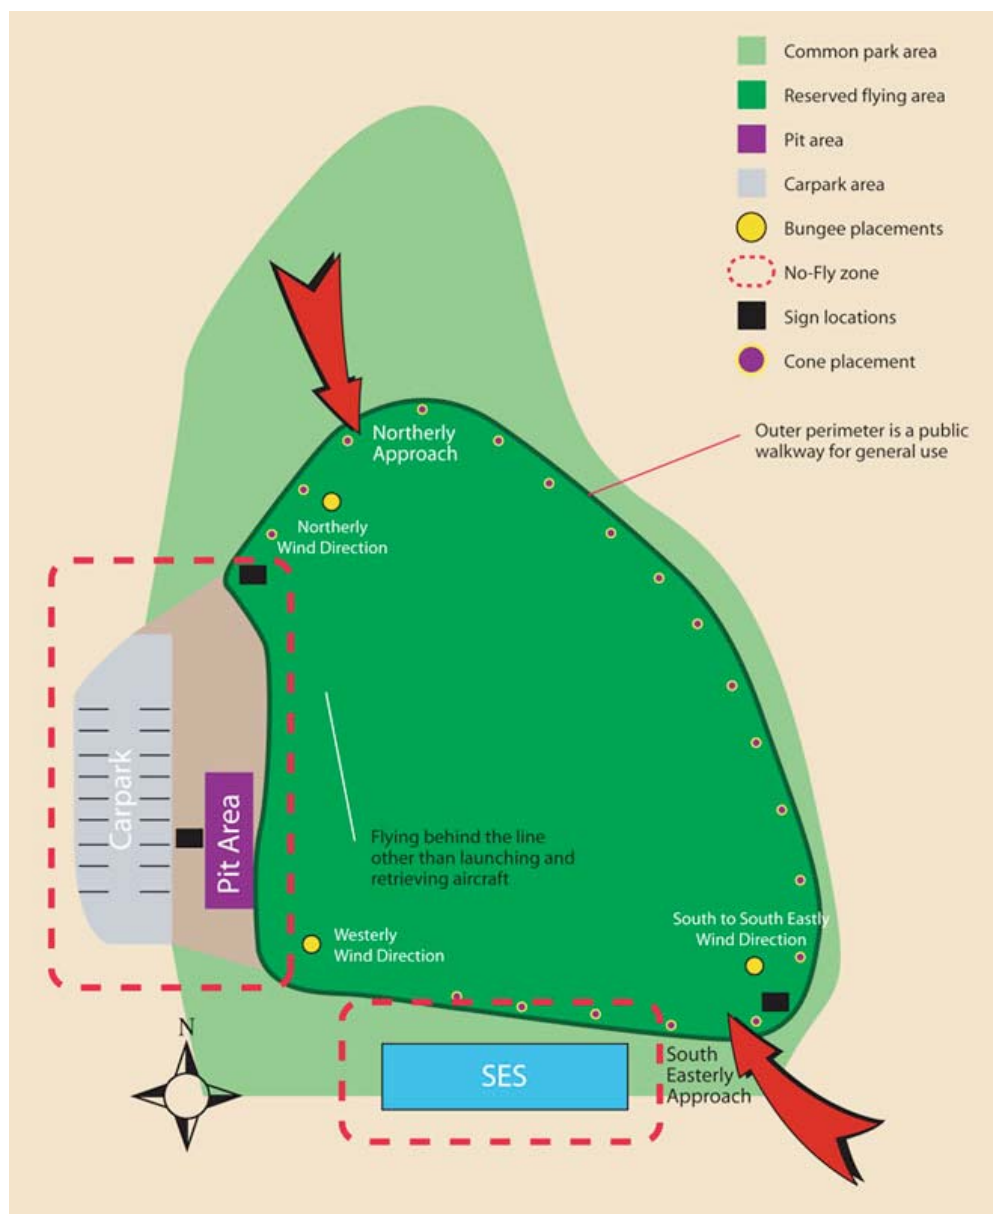 Common park area
Reserved flying area
Pit area
Carpark area
Bungee placements
No-Fly zone
Sign locations
Cone placement
Outer perimeter is a public
walkway for general use
Northerly
Approach
Northerly
Wind Direction
Carpark
Pit Area
Flying behind the line
other than launching and
retrieving aircraft
Westerly
Wind Direction
South to South Eastly
Wind Direction
N
SES
South
Easterly
Approach